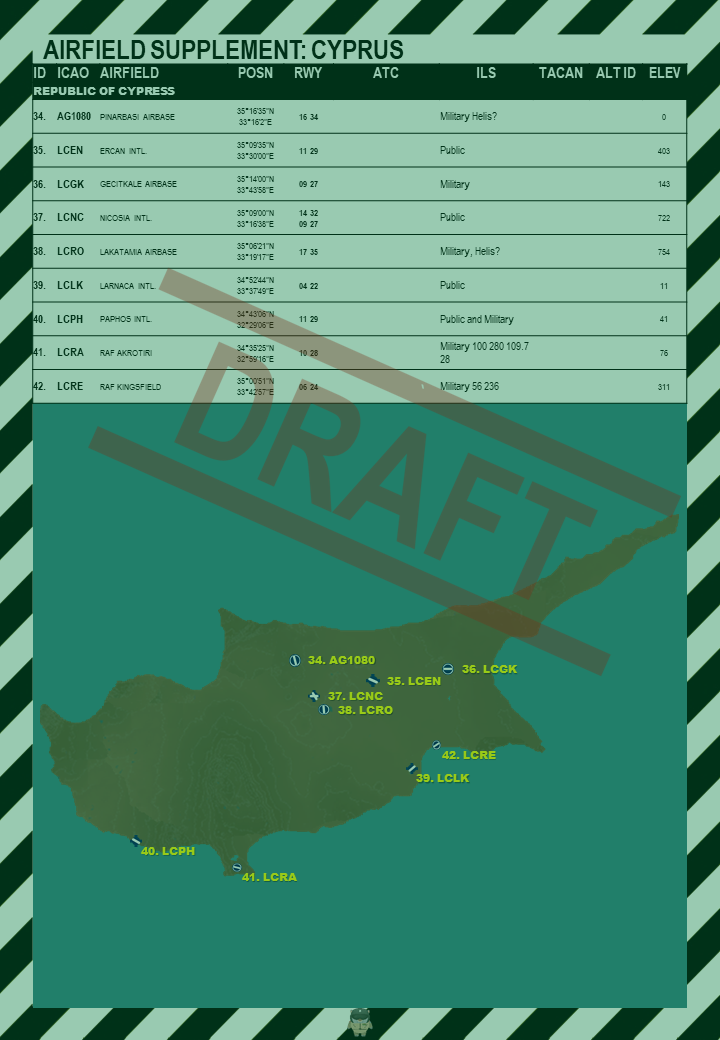 AIRFIELD SUPPLEMENT: CYPRUS
ID ICAO AIRFIELD POSN RWY ATC ILS TACAN ALT ID ELEV
REPUBLIC OF CYPRESS
34. AG1080 PINARBASI AIRBASE 35°16'35"N 16 34 Military Helis? 0
33°16'2"E
35. LCEN ERCAN INTL. 35°09'35"N 11 29 Public 403
33°30'00"E
36. LCGK GECITKALE AIRBASE 35°14'00"N 09 27 Military 143
33°43'58"E
37. LCNC NICOSIA INTL. 35°09'00"N 14 32 Public 722
33°16'38"E 09 27
38. LCRO LAKATAMIA AIRBASE 35°06'21"N 17 35 Military, Helis? 754
33°19'17"E
39. LCLK LARNACA INTL. 34°52'44"N 04 22 Public 11
33°37'49"E
40. LCPH PAPHOS INTL. 34°43'06"N 11 29 Public and Military 41
32°29'06"E
41. LCRA RAF AKROTIRI 34°35'25"N 10 28 Military 100 280 109.7 76
32°59'16"E 28
42. LCRE RAF KINGSFIELD 35°00'51"N 06 24 Military 56 236 311
33°42'57"E
DRAFT
34. AG1080
36. LCGK
35. LCEN
37. LCNC
38. LCRO
42. LCRE
39. LCLK
40. LCPH
41. LCRA